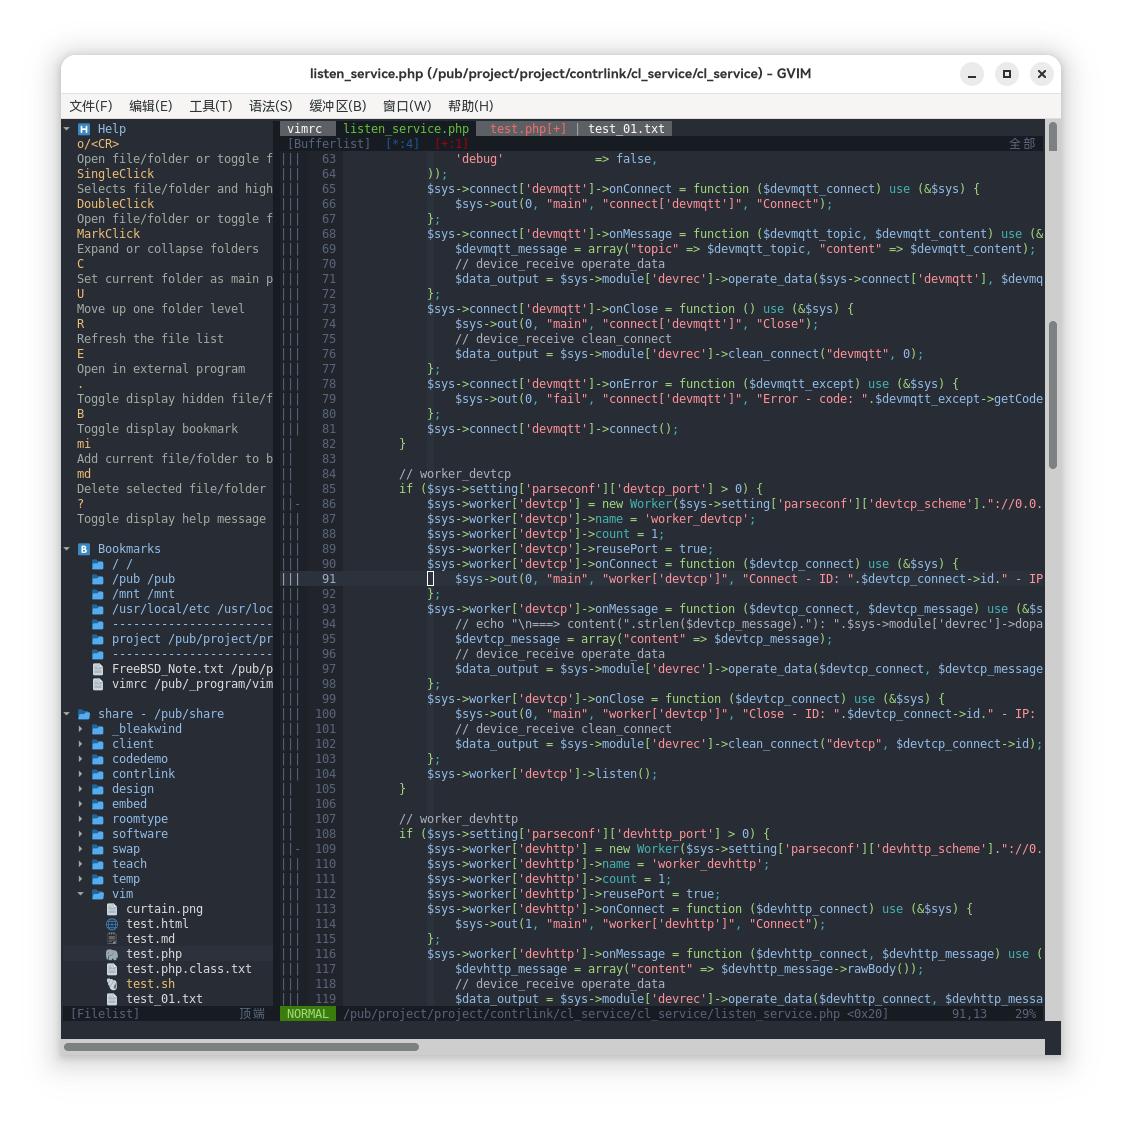 listen_service.php (/pub/project/project/contrlink/cl_service/cl_service) - GVIM
文件(F) 编辑(E) 工具(T) 语法(S) 缓冲区(B) 窗口(W) 帮助(H)
H Help
o/<CR>
Open file/folder or toggle f
SingleClick
Selects file/folder and high
DoubleClick
Open file/folder or toggle f
MarkClick
Expand or collapse folders
C
Set current folder as main p
U
Move up one folder level
R
Refresh the file list
E
Open in external program
.
Toggle display hidden file/f
B
Toggle display bookmark
mi
Add current file/folder to b
md
Delete selected file/folder
?
Toggle display help message
B Bookmarks
/ /
/pub /pub
/mnt /mnt
/usr/local/etc /usr/loc
-----------------------
project /pub/project/pr
-----------------------
FreeBSD_Note.txt /pub/p
vimrc /pub/_program/vim
share - /pub/share
_bleakwind
client
codedemo
contrlink
design
embed
roomtype
software
swap
teach
temp
vim
curtain.png
test.html
test.md
test.php
test.php.class.txt
test.sh
test_01.txt
[Filelist] 顶端
vimrc listen_service.php test.php[+] | test_01.txt
[Bufferlist] [*:4] [+:1] 全部
||| 63 'debug' => false,
||| 64 ));
||| 65 $sys->connect['devmqtt']->onConnect = function ($devmqtt_connect) use (&$sys) {
||| 66 $sys->out(0, "main", "connect['devmqtt']", "Connect");
||| 67 };
||| 68 $sys->connect['devmqtt']->onMessage = function ($devmqtt_topic, $devmqtt_content) use (&
||| 69 $devmqtt_message = array("topic" => $devmqtt_topic, "content" => $devmqtt_content);
||| 70 // device_receive operate_data
||| 71 $data_output = $sys->module['devrec']->operate_data($sys->connect['devmqtt'], $devmq
||| 72 };
||| 73 $sys->connect['devmqtt']->onClose = function () use (&$sys) {
||| 74 $sys->out(0, "main", "connect['devmqtt']", "Close");
||| 75 // device_receive clean_connect
||| 76 $data_output = $sys->module['devrec']->clean_connect("devmqtt", 0);
||| 77 };
||| 78 $sys->connect['devmqtt']->onError = function ($devmqtt_except) use (&$sys) {
||| 79 $sys->out(0, "fail", "connect['devmqtt']", "Error - code: ".$devmqtt_except->getCode
||| 80 };
||| 81 $sys->connect['devmqtt']->connect();
|| 82 }
|| 83
|| 84 // worker_devtcp
|| 85 if ($sys->setting['parseconf']['devtcp_port'] > 0) {
||- 86 $sys->worker['devtcp'] = new Worker($sys->setting['parseconf']['devtcp_scheme']."://0.0.
||| 87 $sys->worker['devtcp']->name = 'worker_devtcp';
||| 88 $sys->worker['devtcp']->count = 1;
||| 89 $sys->worker['devtcp']->reusePort = true;
||| 90 $sys->worker['devtcp']->onConnect = function ($devtcp_connect) use (&$sys) {
||| 91 $sys->out(0, "main", "worker['devtcp']", "Connect - ID: ".$devtcp_connect->id." - IP
||| 92 };
||| 93 $sys->worker['devtcp']->onMessage = function ($devtcp_connect, $devtcp_message) use (&$s
||| 94 // echo "\n===> content(".strlen($devtcp_message)."): ".$sys->module['devrec']->dopa
||| 95 $devtcp_message = array("content" => $devtcp_message);
||| 96 // device_receive operate_data
||| 97 $data_output = $sys->module['devrec']->operate_data($devtcp_connect, $devtcp_message
||| 98 };
||| 99 $sys->worker['devtcp']->onClose = function ($devtcp_connect) use (&$sys) {
||| 100 $sys->out(0, "main", "worker['devtcp']", "Close - ID: ".$devtcp_connect->id." - IP:
||| 101 // device_receive clean_connect
||| 102 $data_output = $sys->module['devrec']->clean_connect("devtcp", $devtcp_connect->id);
||| 103 };
||| 104 $sys->worker['devtcp']->listen();
|| 105 }
|| 106
|| 107 // worker_devhttp
|| 108 if ($sys->setting['parseconf']['devhttp_port'] > 0) {
||- 109 $sys->worker['devhttp'] = new Worker($sys->setting['parseconf']['devhttp_scheme']."://0.
||| 110 $sys->worker['devhttp']->name = 'worker_devhttp';
||| 111 $sys->worker['devhttp']->count = 1;
||| 112 $sys->worker['devhttp']->reusePort = true;
||| 113 $sys->worker['devhttp']->onConnect = function ($devhttp_connect) use (&$sys) {
||| 114 $sys->out(1, "main", "worker['devhttp']", "Connect");
||| 115 };
||| 116 $sys->worker['devhttp']->onMessage = function ($devhttp_connect, $devhttp_message) use (
||| 117 $devhttp_message = array("content" => $devhttp_message->rawBody());
||| 118 // device_receive operate_data
||| 119 $data_output = $sys->module['devrec']->operate_data($devhttp_connect, $devhttp_messa
NORMAL /pub/project/project/contrlink/cl_service/cl_service/listen_service.php <0x20] 91,13 29%